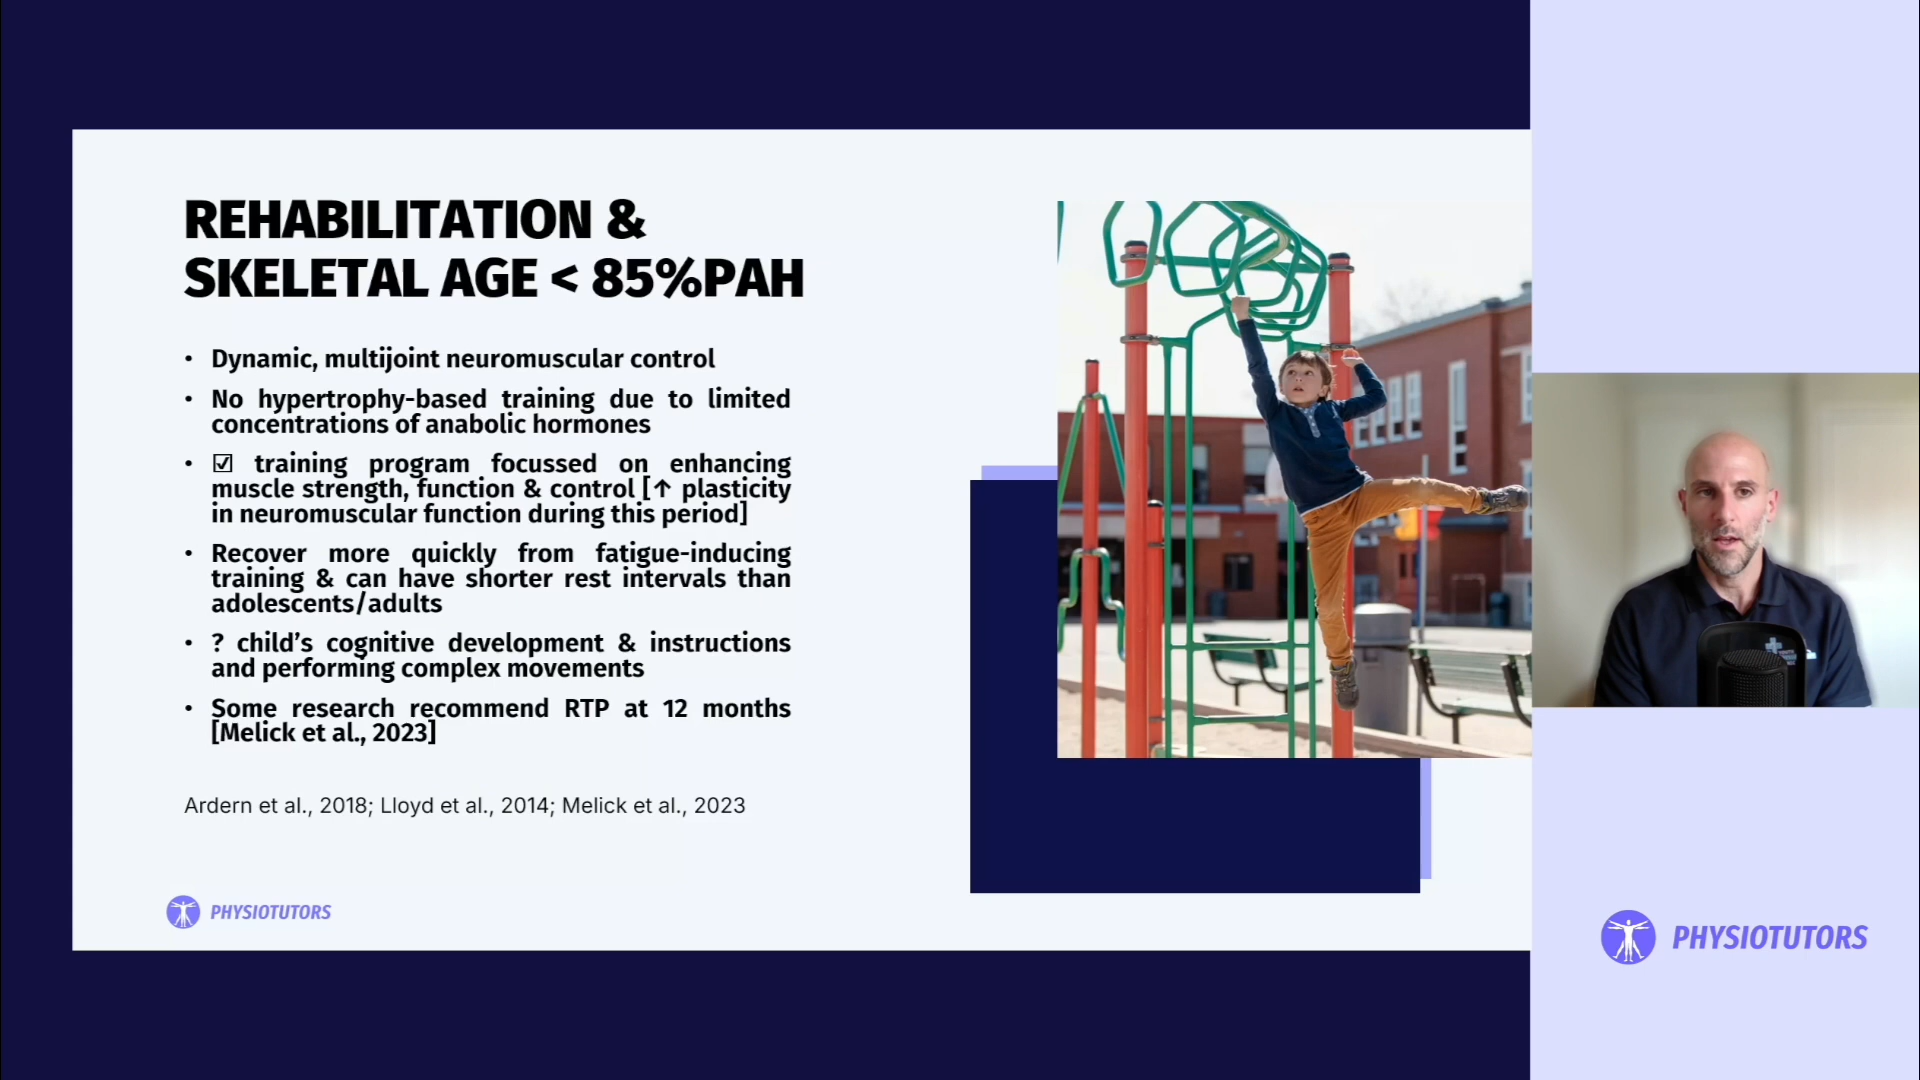 REHABILITATION &
SKELETAL AGE < 85%PAH
• Dynamic, multijoint neuromuscular control
• No hypertrophy-based training due to limited
concentrations of anabolic hormones
• ☑ training program focussed on enhancing
muscle strength, function & control [↑ plasticity
in neuromuscular function during this period]
• Recover more quickly from fatigue-inducing
training & can have shorter rest intervals than
adolescents/adults
• ? child’s cognitive development & instructions
and performing complex movements
• Some research recommend RTP at 12 months
[Melick et al., 2023]
Ardern et al., 2018; Lloyd et al., 2014; Melick et al., 2023
PHYSIOTUTORS
PHYSIOTUTORS